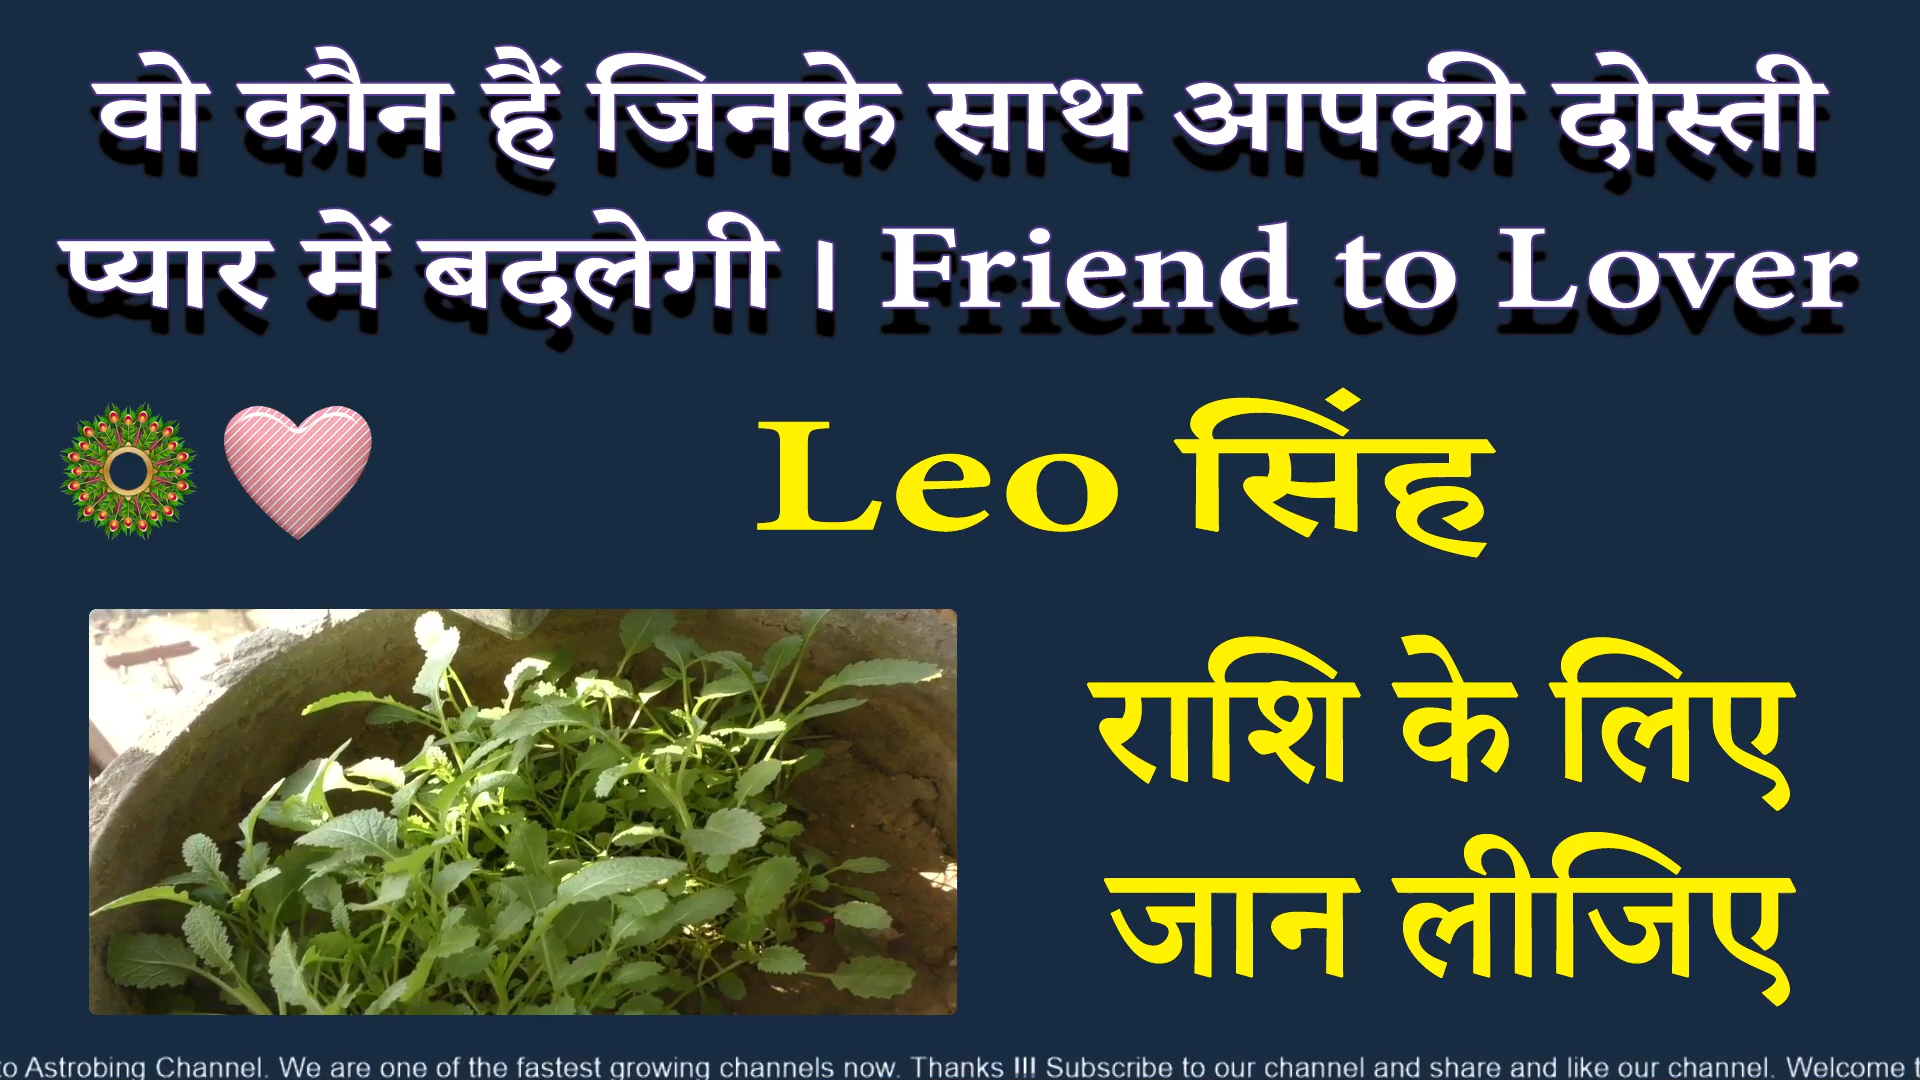 वो कौन हैं जिनके साथ आपकी दोस्ती
प्यार में बदलेगी । Friend to Lover
Leo सिंह
राशि के लिए
जान लीजिए
to Astrobing Channel. We are one of the fastest growing channels now. Thanks !!! Subscribe to our channel and share and like our channel. Welcome t